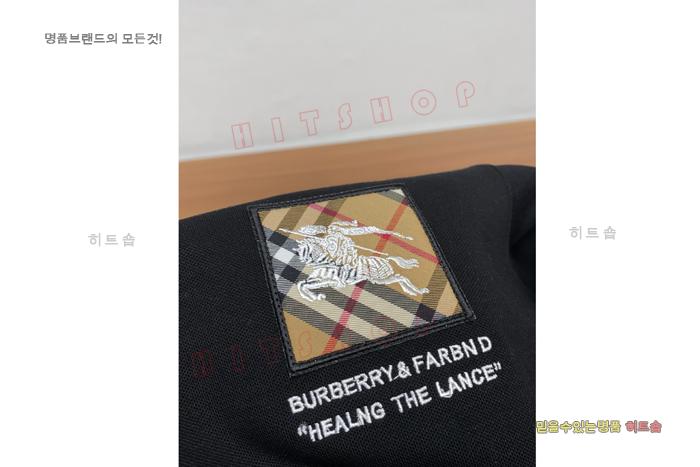 명품브랜드의 모든것!
HITSHOP
히트숍
히트숍
HITSHOP
BURBERRY & FARBND
“HEALNG THE LANCE”
믿을수있는명품 히트숍